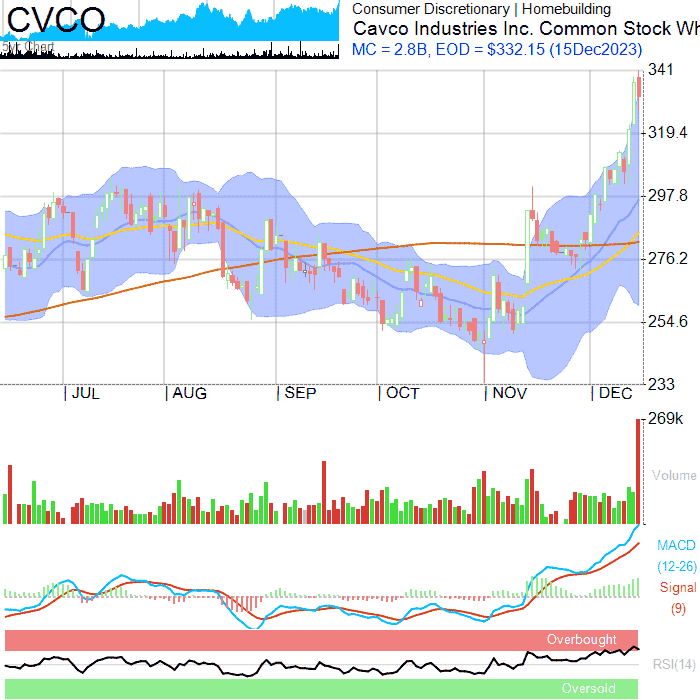 CVCO
5yr Chart
Consumer Discretionary | Homebuilding
Cavco Industries Inc. Common Stock Wh
MC = 2.8B, EOD = $332.15 (15Dec2023)
341
319.4
297.8
276.2
254.6
233
JUL AUG SEP OCT NOV DEC
269k
Volume
MACD
(12-26)
Signal
(9)
Overbought
RSI(14)
Oversold